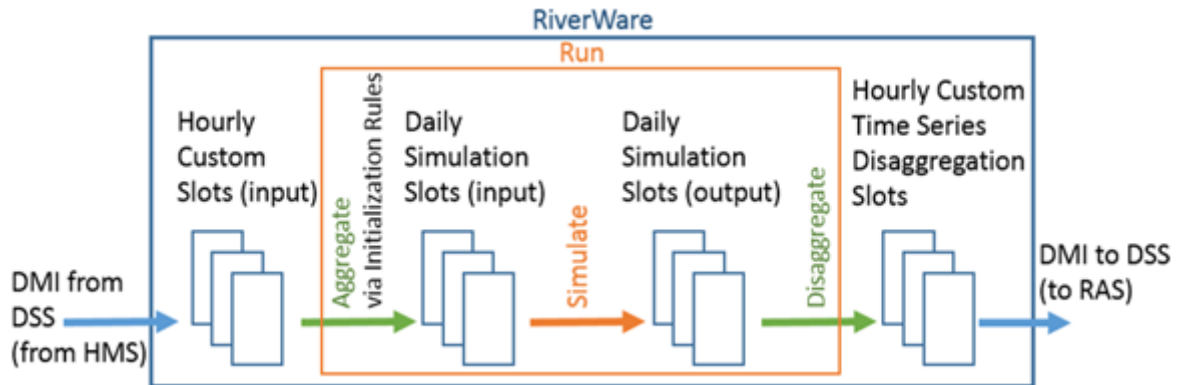 RiverWare
Run
Hourly
Custom
Slots (input)
Aggregate
via Initialization Rules
Daily
Simulation
Slots (input)
Simulate
Daily
Simulation
Slots (output)
Disaggregate
Hourly Custom
Time Series
Disaggregation
Slots
DMI from
DSS
(from HMS)
DMI to DSS
(to RAS)